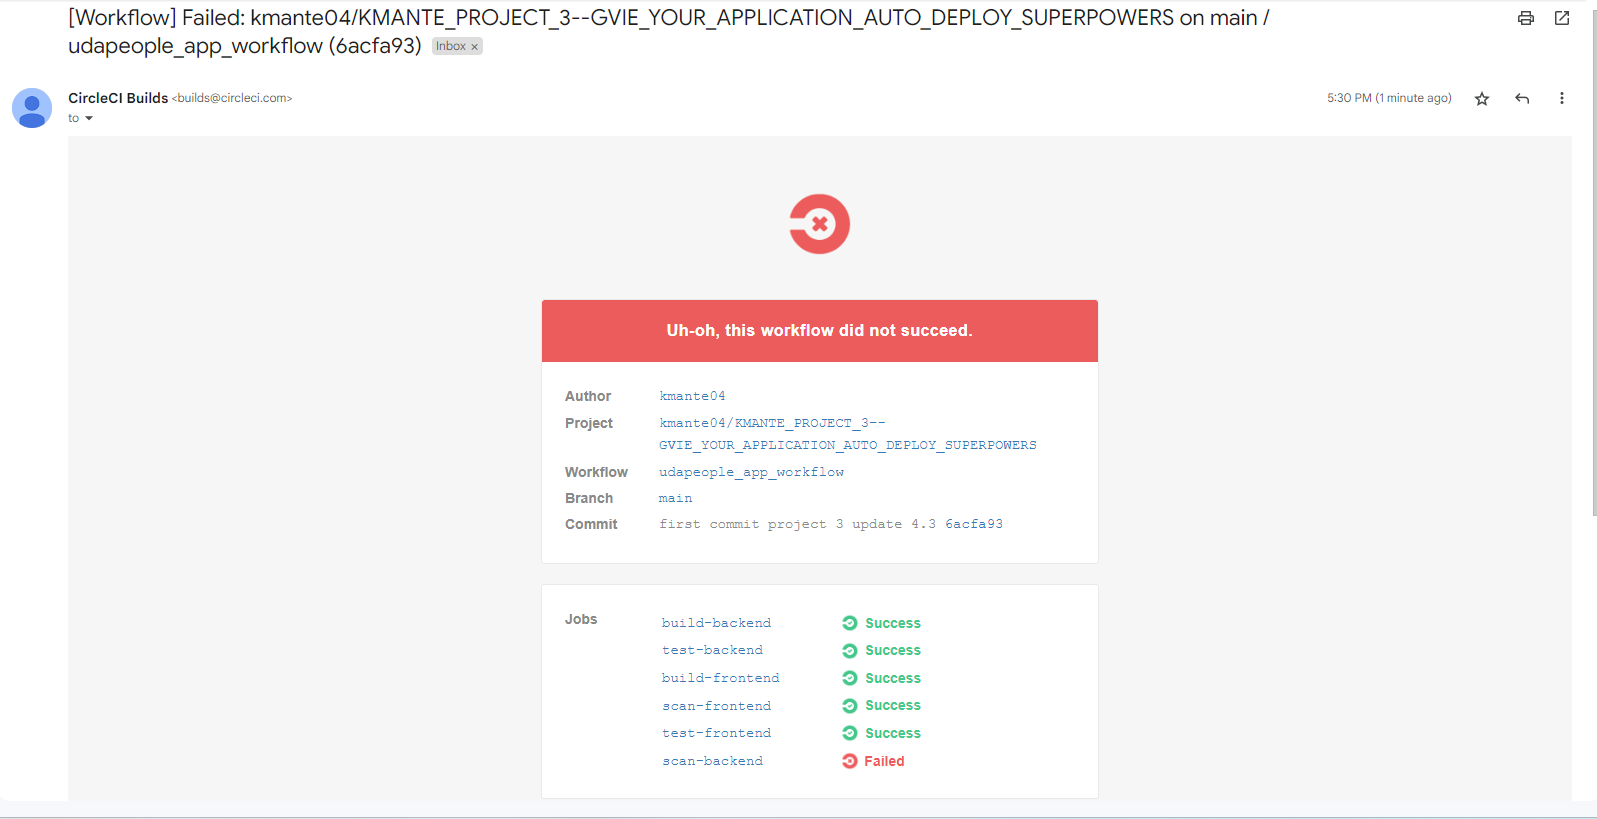 [Workflow] Failed: kmante04/KMANTE_PROJECT_3--GVIE_YOUR_APPLICATION_AUTO_DEPLOY_SUPERPOWERS on main /
udapeople_app_workflow (6acfa93) Inbox ×
CircleCI Builds <builds@circleci.com>
5:30 PM (1 minute ago)
to
Uh-oh, this workflow did not succeed.
Author kmante04
Project kmante04/KMANTE_PROJECT_3--
GVIE_YOUR_APPLICATION_AUTO_DEPLOY_SUPERPOWERS
Workflow udapeople_app_workflow
Branch main
Commit first commit project 3 update 4.3 6acfa93
Jobs build-backend Success
test-backend Success
build-frontend Success
scan-frontend Success
test-frontend Success
scan-backend Failed